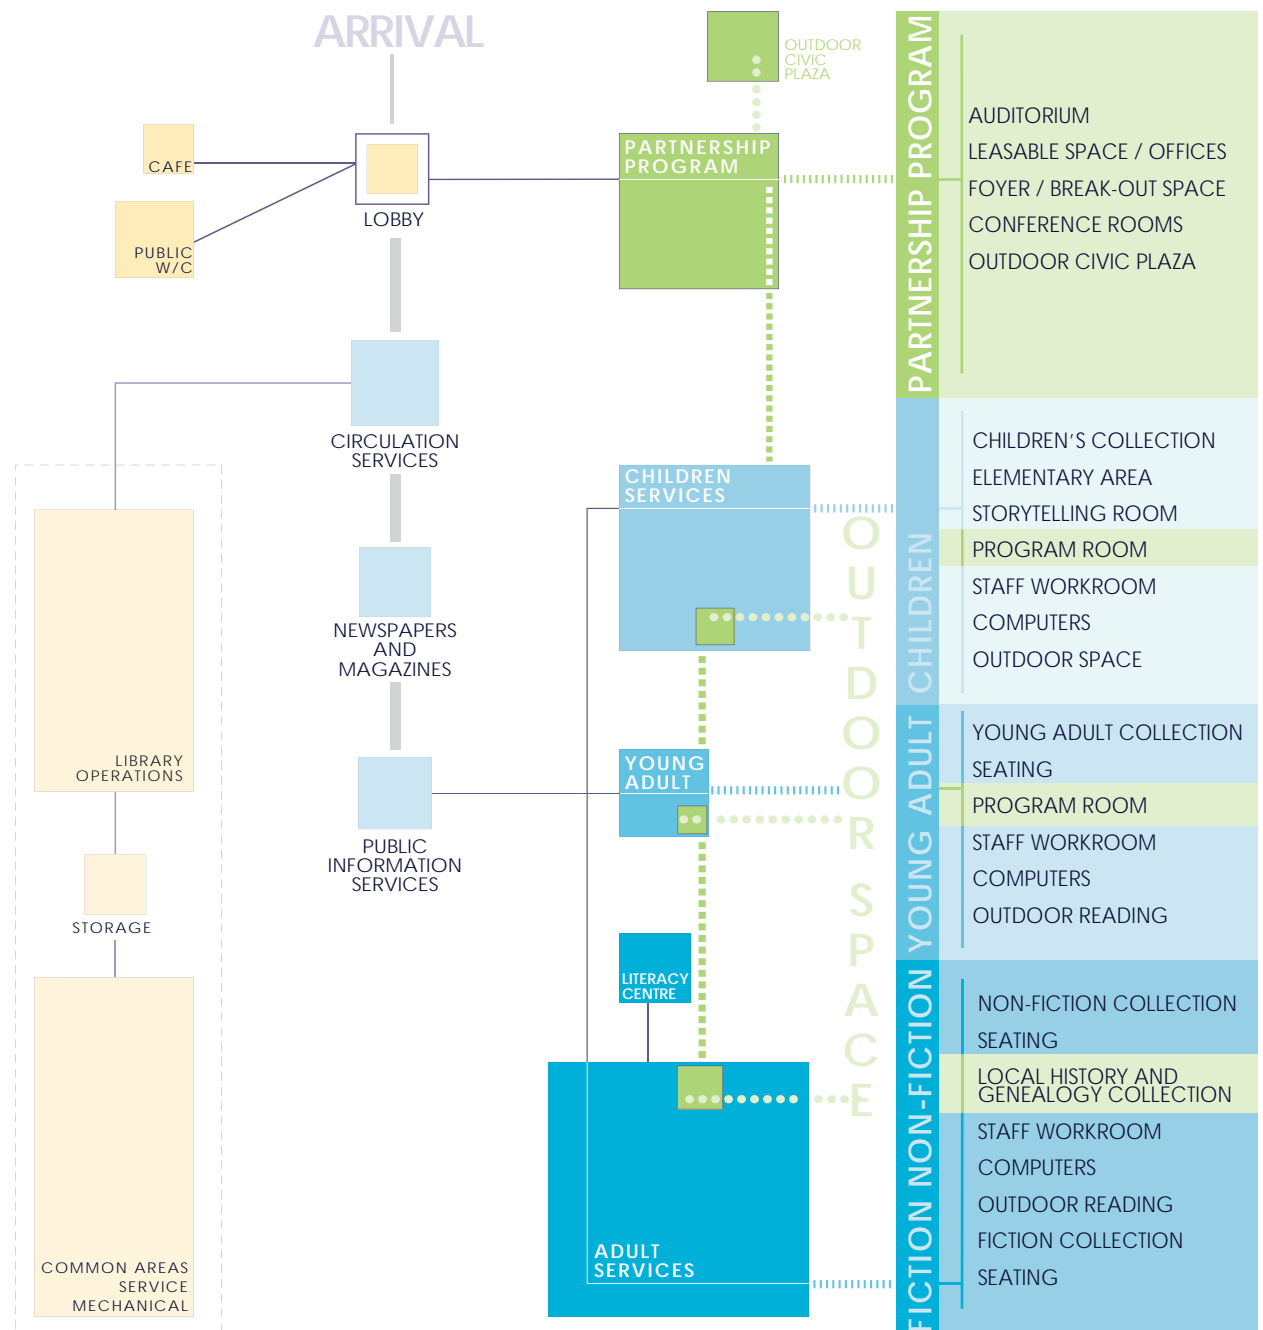 ARRIVAL
OUTDOOR
CIVIC
PLAZA
CAFE
PUBLIC
W/C
LOBBY
PARTNERSHIP
PROGRAM
CIRCULATION
SERVICES
NEWSPAPERS
AND
MAGAZINES
PUBLIC
INFORMATION
SERVICES
LIBRARY
OPERATIONS
STORAGE
COMMON AREAS
SERVICE
MECHANICAL
CHILDREN
SERVICES
YOUNG
ADULT
LITERACY
CENTRE
ADULT
SERVICES
OUTDOOR SPACE
PARTNERSHIP PROGRAM
AUDITORIUM
LEASABLE SPACE / OFFICES
FOYER / BREAK-OUT SPACE
CONFERENCE ROOMS
OUTDOOR CIVIC PLAZA
CHILDREN
CHILDREN’S COLLECTION
ELEMENTARY AREA
STORYTELLING ROOM
PROGRAM ROOM
STAFF WORKROOM
COMPUTERS
OUTDOOR SPACE
YOUNG ADULT
YOUNG ADULT COLLECTION
SEATING
PROGRAM ROOM
STAFF WORKROOM
COMPUTERS
OUTDOOR READING
FICTION NON-FICTION
NON-FICTION COLLECTION
SEATING
LOCAL HISTORY AND
GENEALOGY COLLECTION
STAFF WORKROOM
COMPUTERS
OUTDOOR READING
FICTION COLLECTION
SEATING